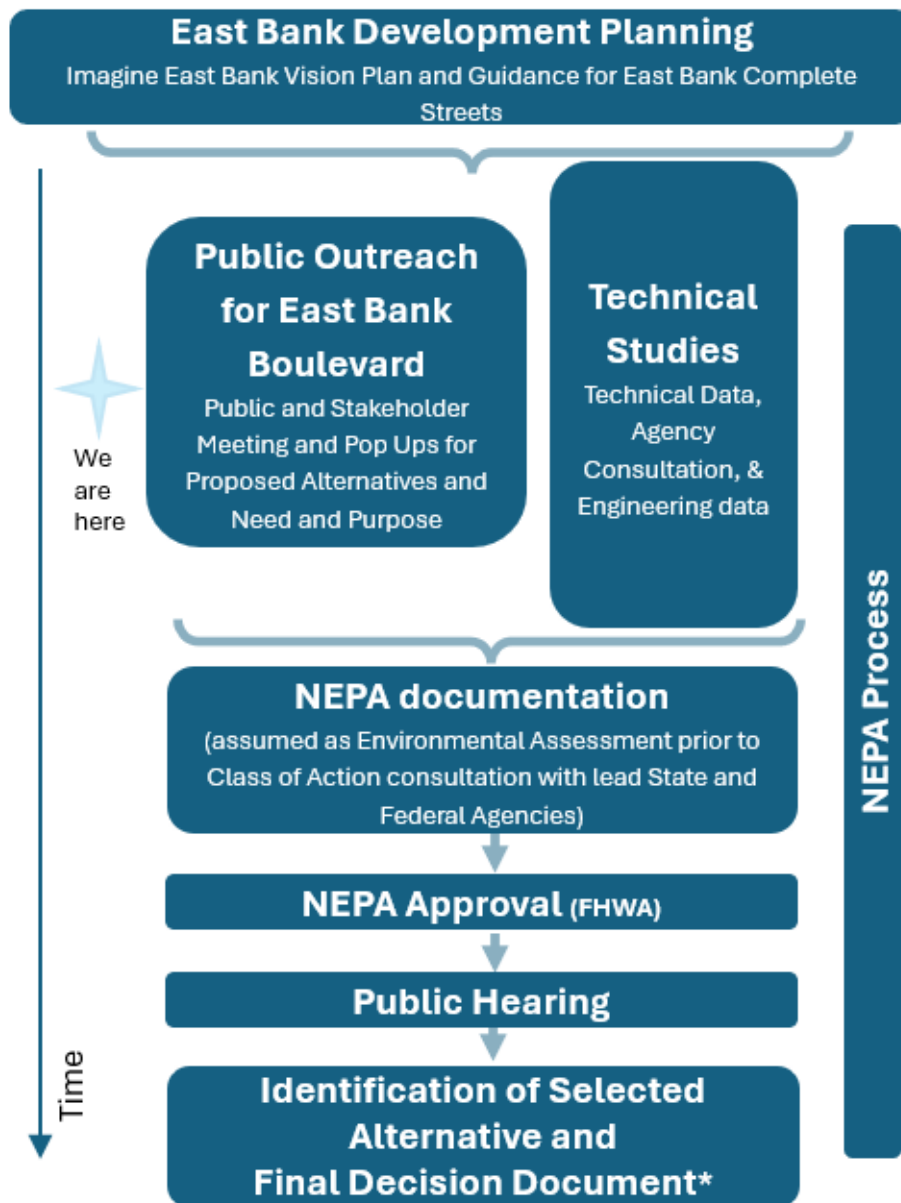 East Bank Development Planning
Imagine East Bank Vision Plan and Guidance for East Bank Complete
Streets
Public Outreach
for East Bank
Boulevard
Public and Stakeholder
Meeting and Pop Ups for
Proposed Alternatives and
Need and Purpose
Technical
Studies
Technical Data,
Agency
Consultation, &
Engineering data
We
are
here
NEPA documentation
(assumed as Environmental Assessment prior to
Class of Action consultation with lead State and
Federal Agencies)
NEPA Approval (FHWA)
Public Hearing
Identification of Selected
Alternative and
Final Decision Document*
Time
NEPA Process